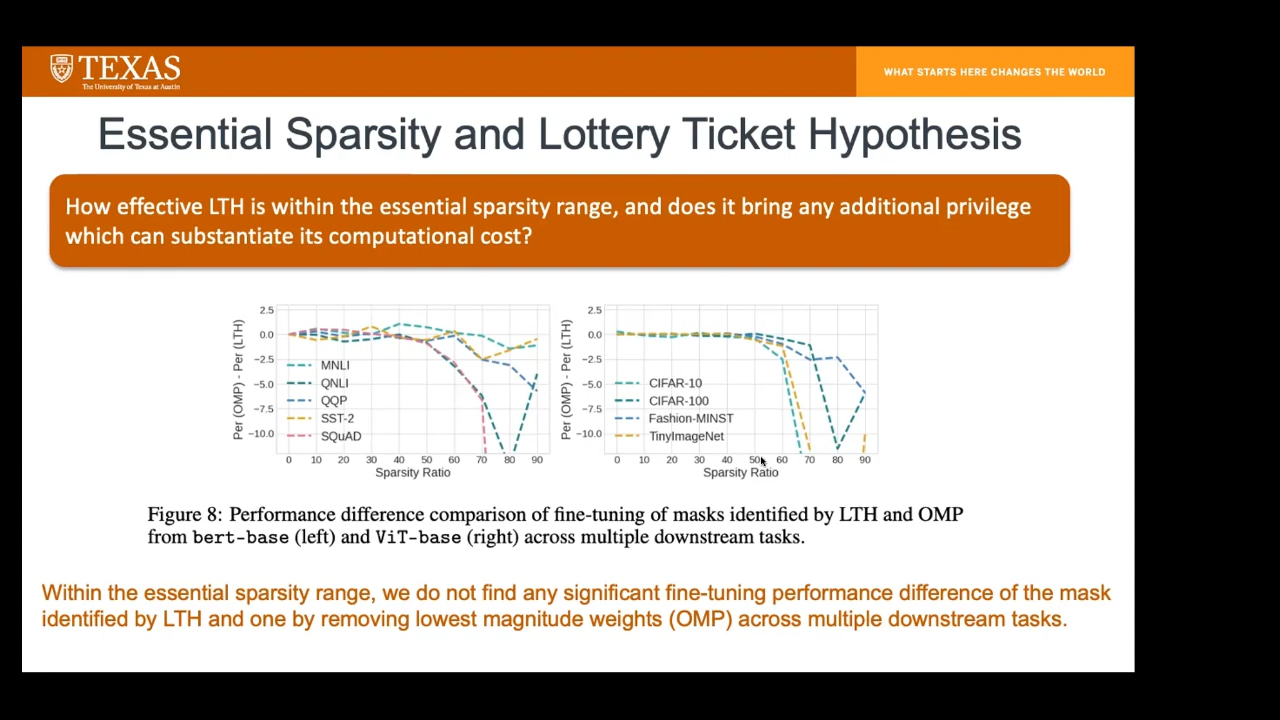 TEXAS
The University of Texas at Austin
WHAT STARTS HERE CHANGES THE WORLD
Essential Sparsity and Lottery Ticket Hypothesis
How effective LTH is within the essential sparsity range, and does it bring any additional privilege
which can substantiate its computational cost?
Per (OMP) - Per (LTH)
2.5
0.0
−2.5
−5.0
−7.5
−10.0
MNLI
QNLI
QQP
SST-2
SQuAD
0 10 20 30 40 50 60 70 80 90
Sparsity Ratio
Per (OMP) - Per (LTH)
2.5
0.0
−2.5
−5.0
−7.5
−10.0
CIFAR-10
CIFAR-100
Fashion-MINST
TinyImageNet
0 10 20 30 40 50 60 70 80 90
Sparsity Ratio
Figure 8: Performance difference comparison of fine-tuning of masks identified by LTH and OMP
from bert-base (left) and ViT-base (right) across multiple downstream tasks.
Within the essential sparsity range, we do not find any significant fine-tuning performance difference of the mask
identified by LTH and one by removing lowest magnitude weights (OMP) across multiple downstream tasks.